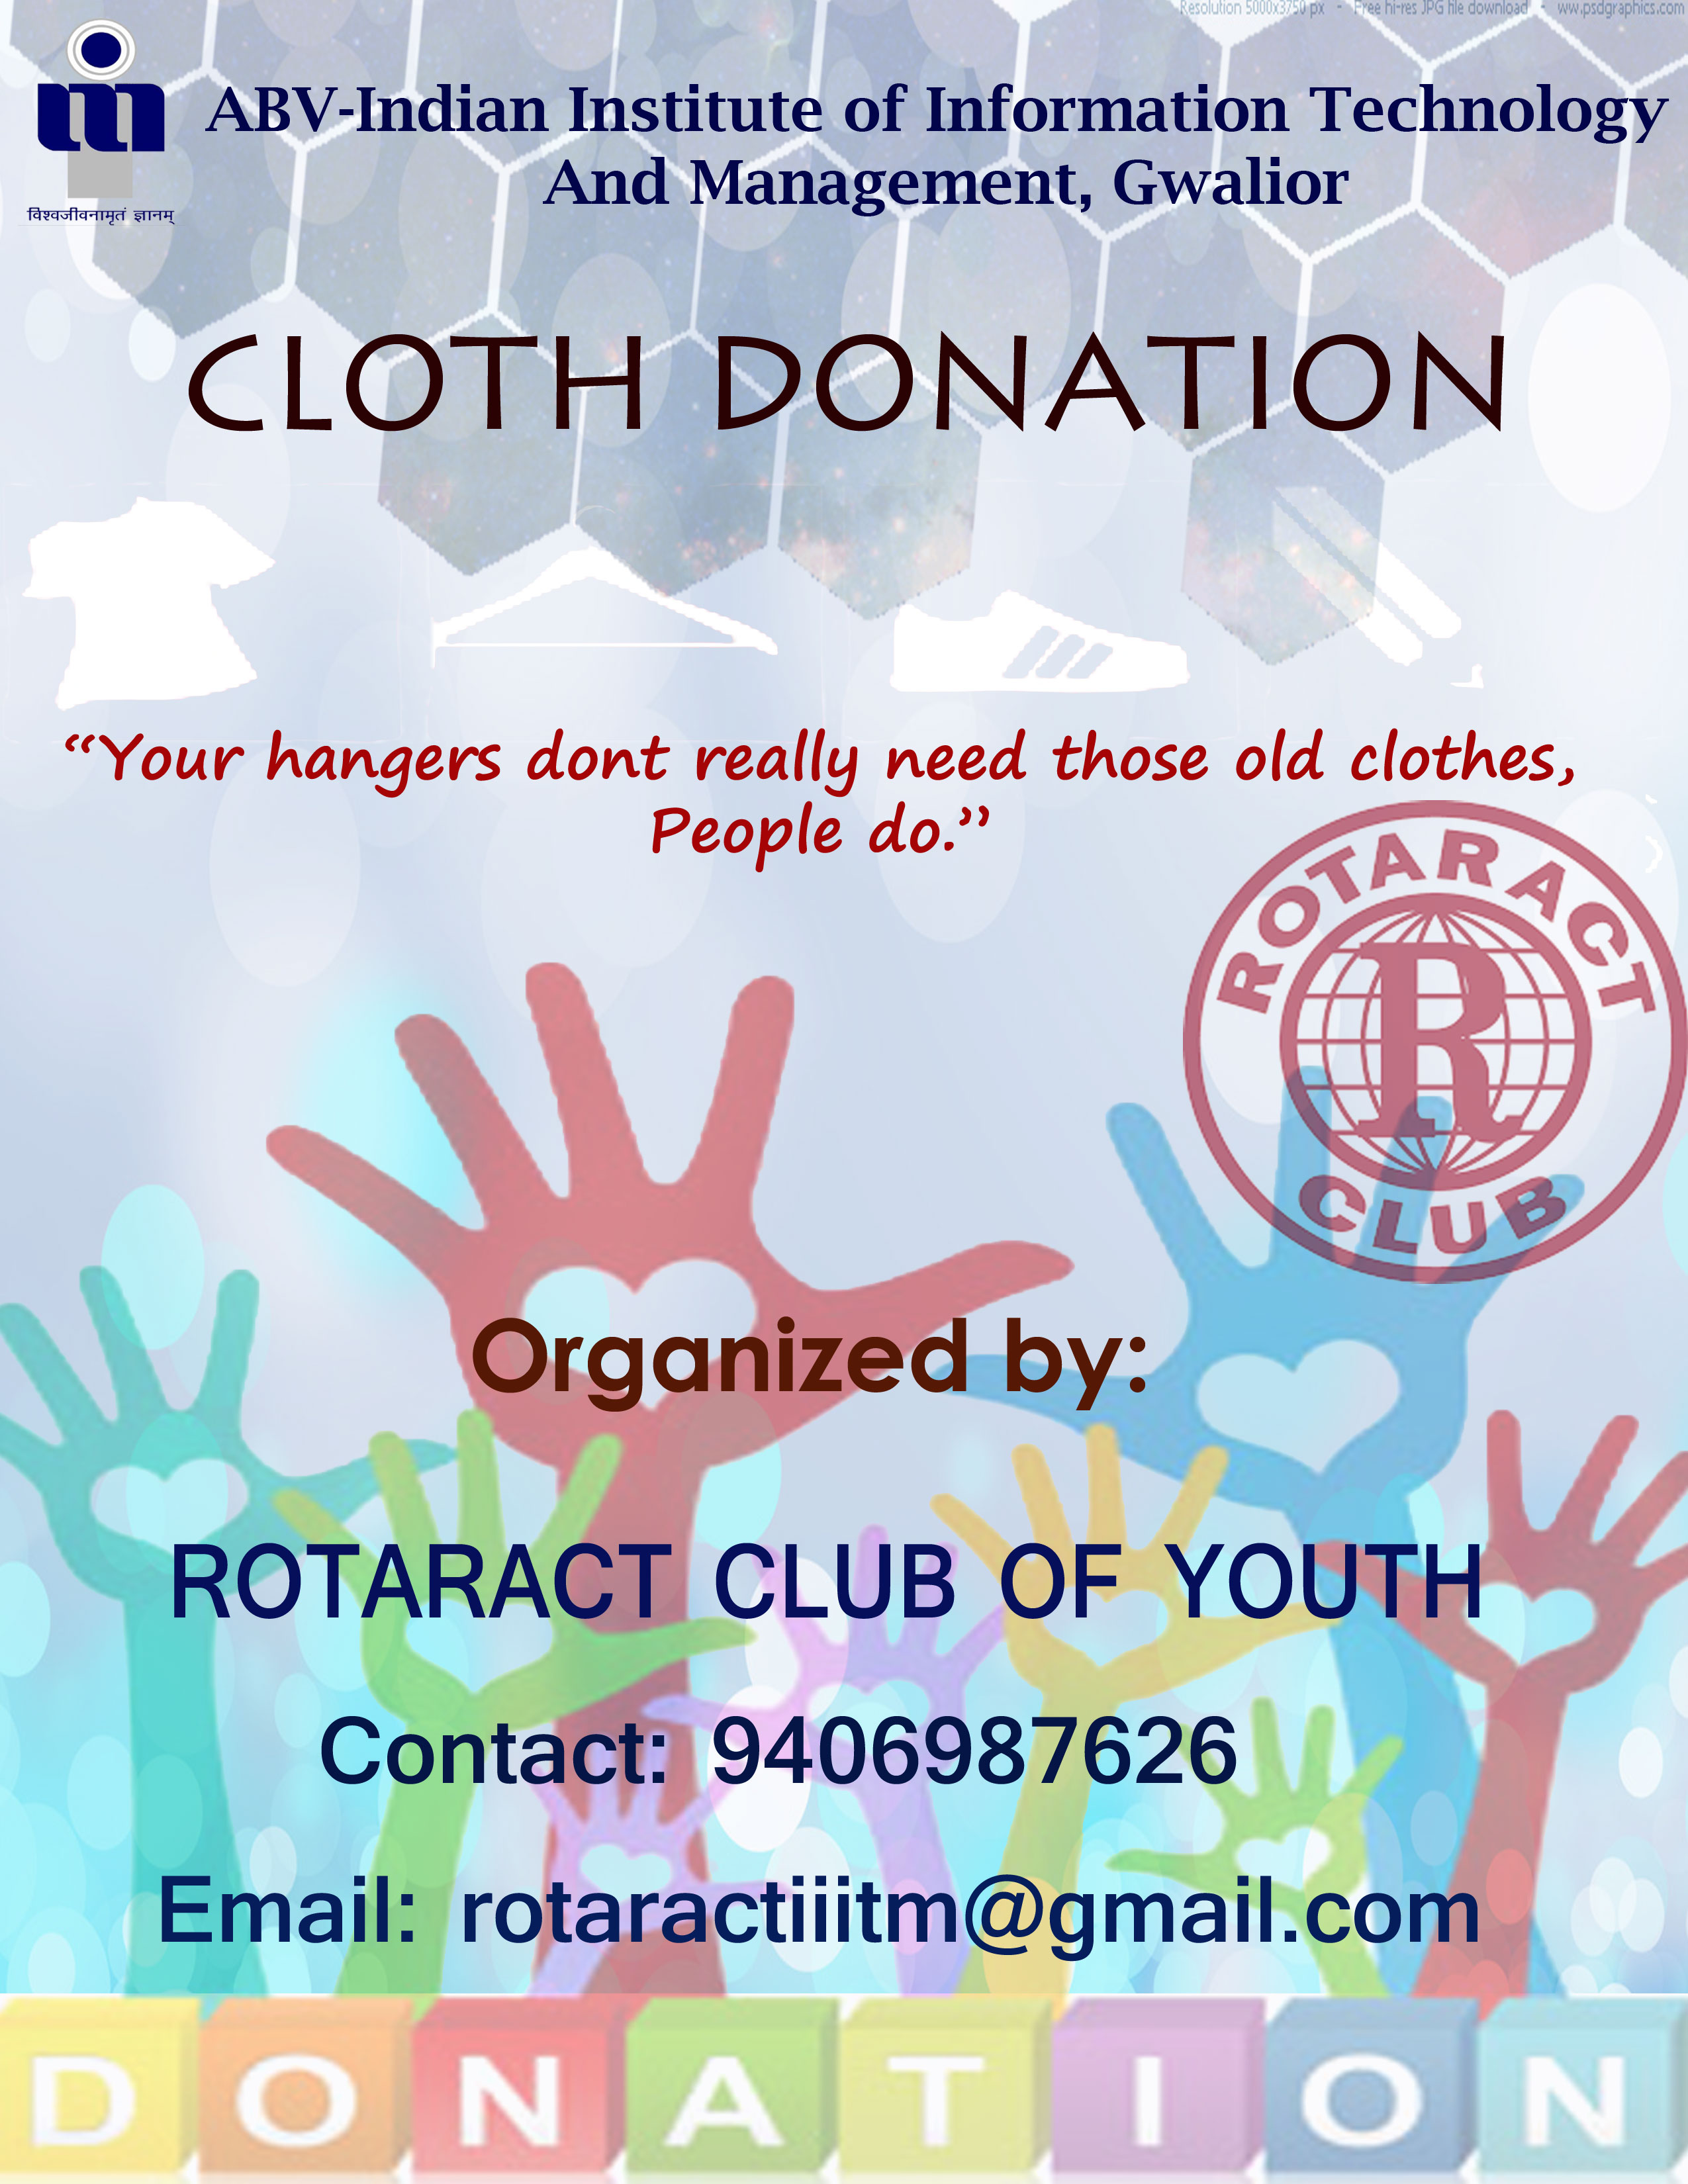 Resolution 5000x3750 px - Free hi-res JPG file download - www.psdgraphics.com
ABV-Indian Institute of Information Technology
And Management, Gwalior
विश्वजीवनामृतं ज्ञानम्
CLOTH DONATION
“Your hangers dont really need those old clothes,
People do.”
ROTARACT
R
CLUB
Organized by:
ROTARACT CLUB OF YOUTH
Contact: 9406987626
Email: rotaractiiitm@gmail.com
DONATION